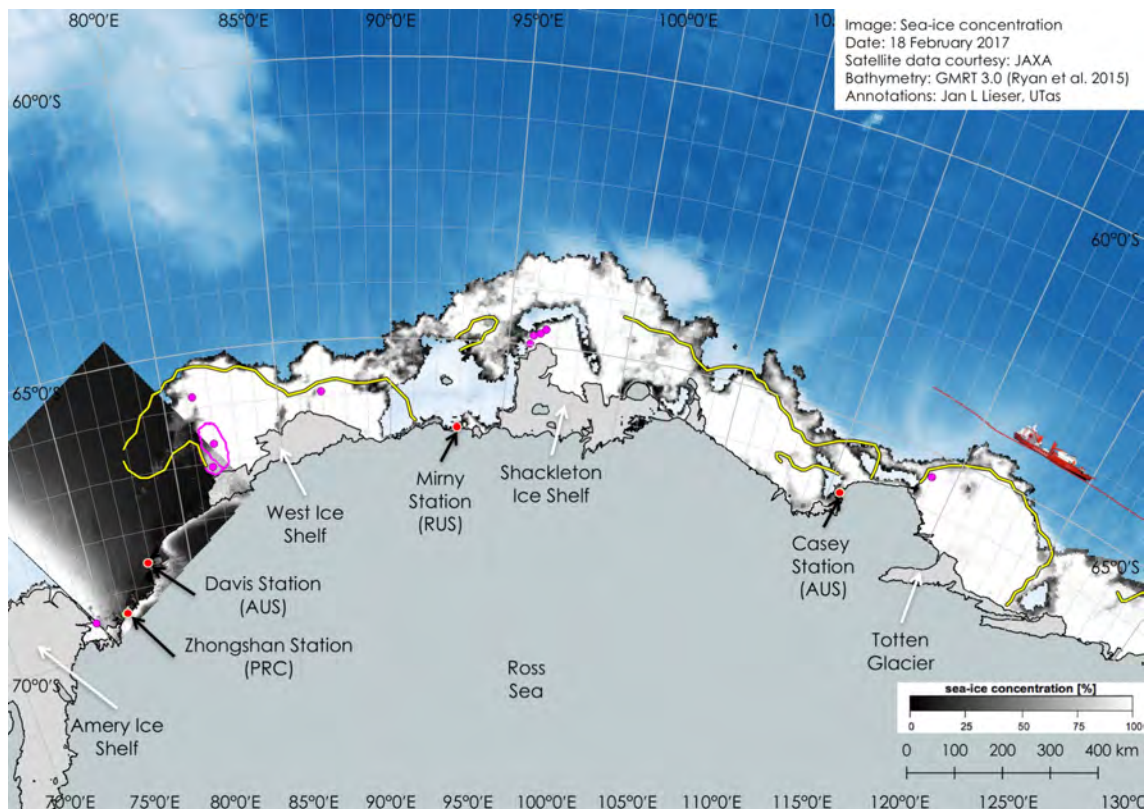 80°0'E
85°0'E
90°0'E
95°0'E
100°0'E
Image: Sea-ice concentration
Date: 18 February 2017
Satellite data courtesy: JAXA
Bathymetry: GMRT 3.0 (Ryan et al. 2015)
Annotations: Jan L Lieser, UTas
60°0'S
60°0'S
65°0'S
65°0'S
70°0'S
West Ice
Shelf
Mirny
Station
(RUS)
Shackleton
Ice Shelf
Casey
Station
(AUS)
Davis Station
(AUS)
Zhongshan Station
(PRC)
Amery Ice
Shelf
Ross
Sea
Totten
Glacier
sea-ice concentration [%]
0 25 50 75 100
0 100 200 300 400 km
70°0'E
75°0'E
85°0'E
90°0'E
95°0'E
100°0'E
110°0'E
115°0'E
120°0'E
125°0'E
130°0'